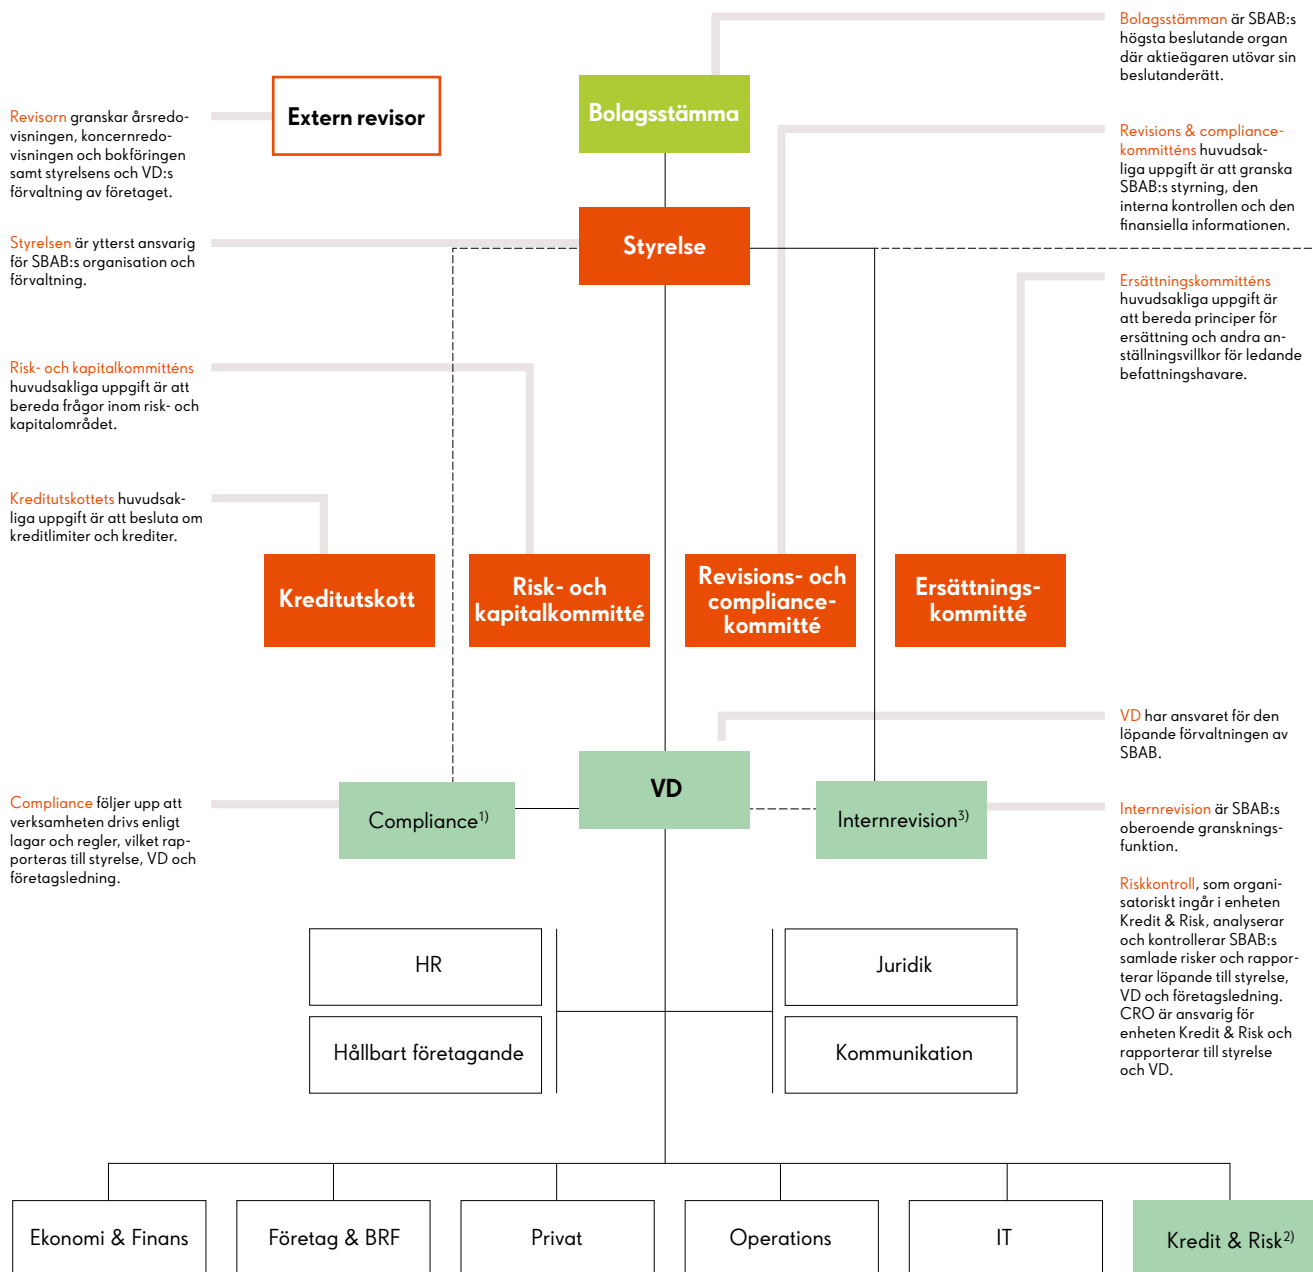 Bolagsstämman är SBAB:s
högsta beslutande organ
där aktieägaren utövar sin
beslutanderätt.
Extern revisor
Bolagsstämma
Revisorn granskar årsredo-
visningen, koncernredo-
visningen och bokföringen
samt styrelsens och VD:s
förvaltning av företaget.
Revisions & compliance-
kommitténs huvudsak-
liga uppgift är att granska
SBAB:s styrning, den
interna kontrollen och den
finansiella informationen.
Styrelsen är ytterst ansvarig
för SBAB:s organisation och
förvaltning.
Styrelse
Ersättningskommitténs
huvudsakliga uppgift är
att bereda principer för
ersättning och andra an-
ställningsvillkor för ledande
befattningshavare.
Risk- och kapitalkommitténs
huvudsakliga uppgift är att
bereda frågor inom risk- och
kapitalområdet.
Kreditutskottets huvudsak-
liga uppgift är att besluta om
kreditlimiter och krediter.
Kreditutskott
Risk- och
kapitalkommitté
Revisions- och
compliance-
kommitté
Ersättnings-
kommitté
VD har ansvaret för den
löpande förvaltningen av
SBAB.
VD
Compliance följer upp att
verksamheten drivs enligt
lagar och regler, vilket rap-
porteras till styrelse, VD och
företagsledning.
Compliance1)
Internrevision3)
Internrevision är SBAB:s
oberoende gransknings-
funktion.
Riskkontroll, som organi-
satoriskt ingår i enheten
Kredit & Risk, analyserar
och kontrollerar SBAB:s
samlade risker och rappor-
terar löpande till styrelse,
VD och företagsledning.
CRO är ansvarig för
enheten Kredit & Risk och
rapporterar till styrelse
och VD.
HR
Juridik
Hållbart företagande
Kommunikation
Ekonomi & Finans
Företag & BRF
Privat
Operations
IT
Kredit & Risk2)